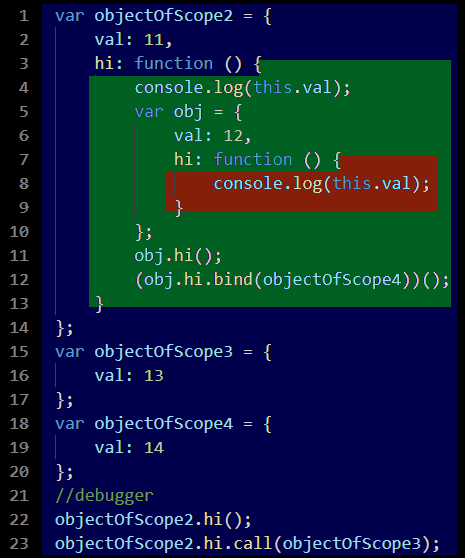 1 var objectOfScope2 = {
2     val: 11,
3     hi: function () {
4         console.log(this.val);
5         var obj = {
6             val: 12,
7             hi: function () {
8                 console.log(this.val);
9             }
10         };
11         obj.hi();
12         (obj.hi.bind(objectOfScope4))();
13     }
14 };
15 var objectOfScope3 = {
16     val: 13
17 };
18 var objectOfScope4 = {
19     val: 14
20 };
21 //debugger
22 objectOfScope2.hi();
23 objectOfScope2.hi.call(objectOfScope3);